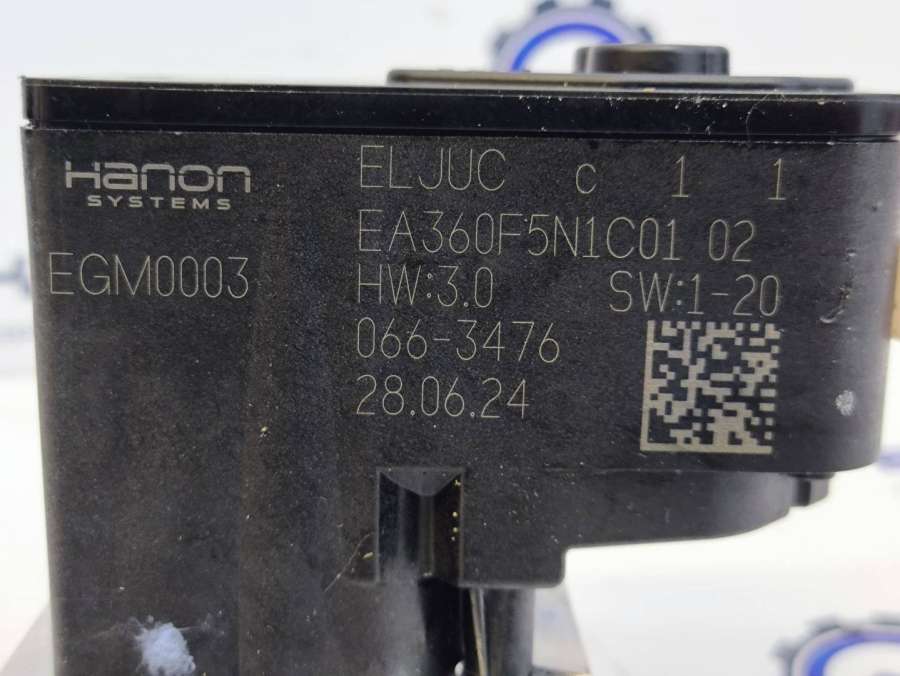 Hanon
SYSTEMS
EGM0003
ELJUC c 1 1
EA360F5N1C01 02
HW:3.0 SW:1-20
066-3476
28.06.24